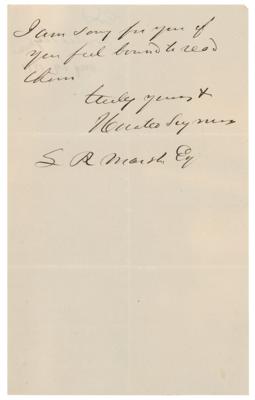 I am sorry for you if
you feel bound to read
them
truly yours &
Horatio Seymour
L R Marsh Esq